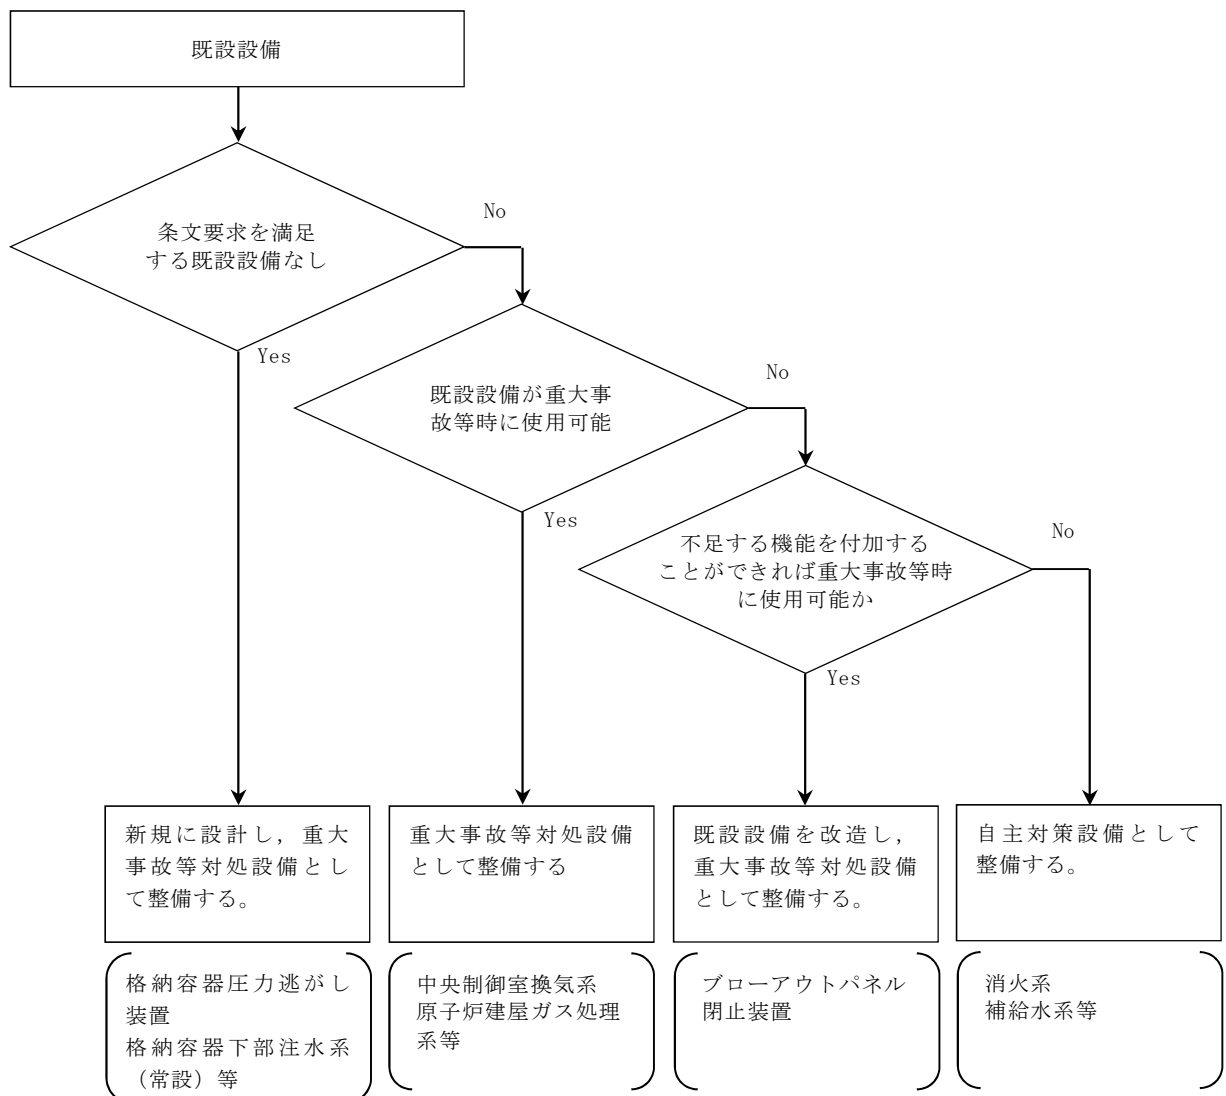 既設設備
条文要求を満足
する既設設備なし
No
Yes
既設設備が重大事
故等時に使用可能
No
Yes
不足する機能を付加する
ことができれば重大事故等時
に使用可能か
No
Yes
新規に設計し，重大
事故等対処設備とし
て整備する。
重大事故等対処設備
として整備する
既設設備を改造し，
重大事故等対処設備
として整備する。
自主対策設備として
整備する。
格納容器圧力逃がし
装置
格納容器下部注水系
（常設）等
中央制御室換気系
原子炉建屋ガス処理
系等
ブローアウトパネル
閉止装置
消火系
補給水系等